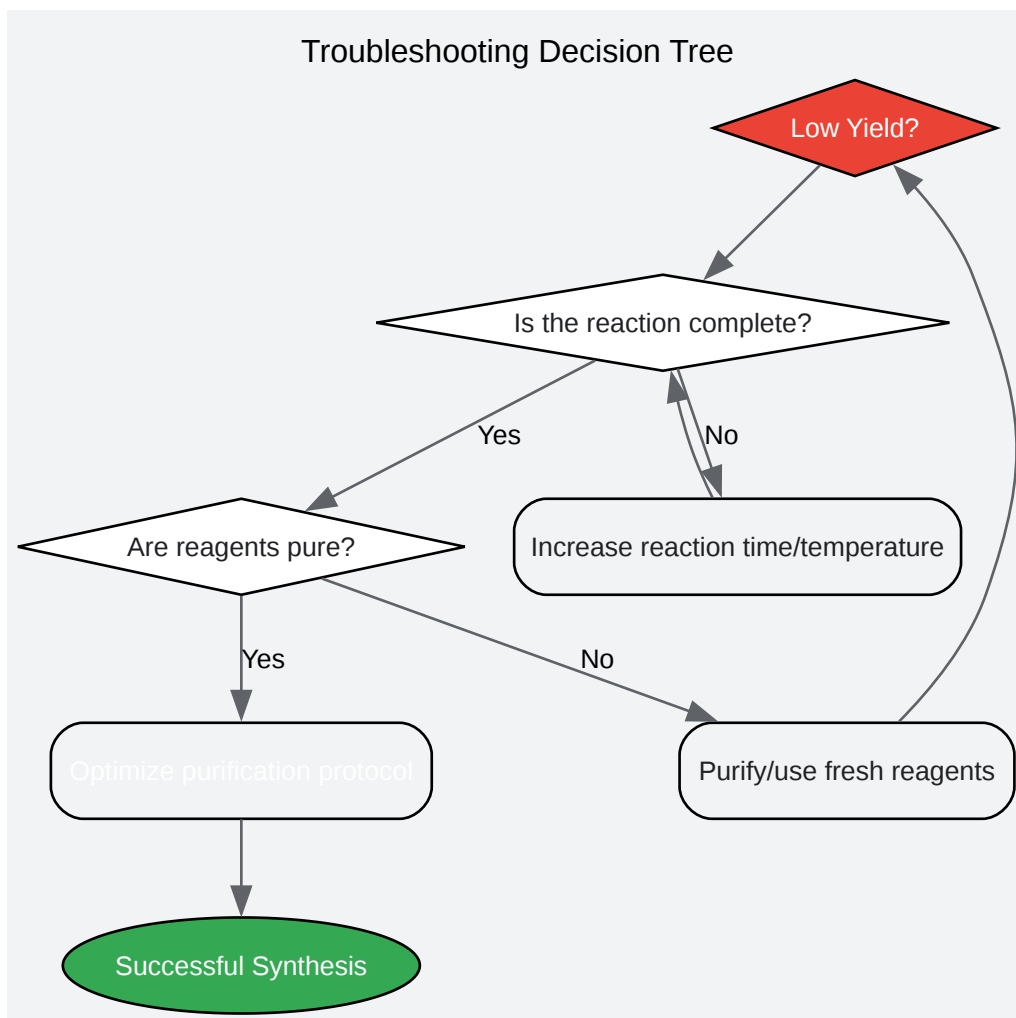 Troubleshooting Decision Tree
Low Yield?
Is the reaction complete?
Yes
No
Are reagents pure?
Increase reaction time/temperature
Yes
No
Optimize purification protocol
Purify/use fresh reagents
Successful Synthesis